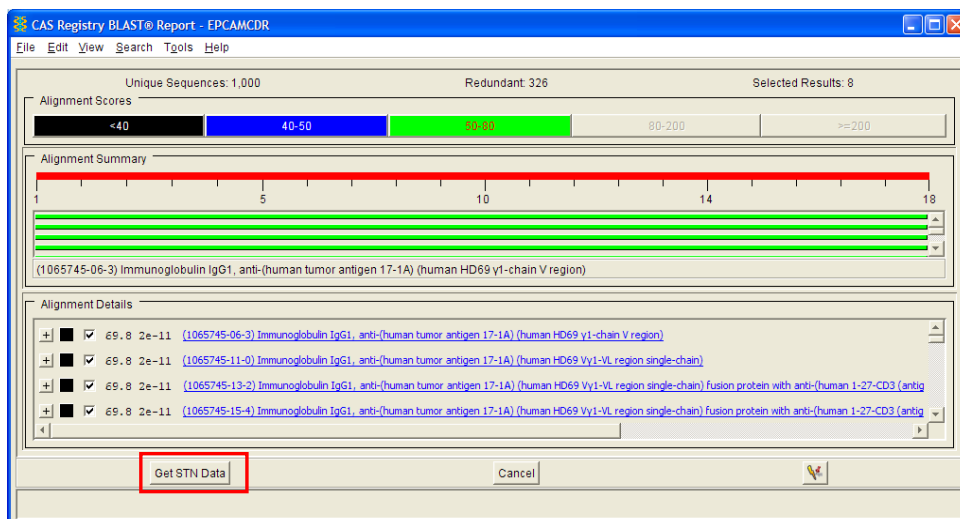 CAS Registry BLAST® Report - EPCAMCDR
File Edit View Search Tools Help
Unique Sequences: 1,000 Redundant: 326 Selected Results: 8
Alignment Scores
<40 40-50 50-80 80-200 >=200
Alignment Summary
1 5 10 14 18
(1065745-06-3) Immunoglobulin IgG1, anti-(human tumor antigen 17-1A) (human HD69 γ1-chain V region)
Alignment Details
+ 69.8 2e-11 (1065745-06-3) Immunoglobulin IgG1, anti-(human tumor antigen 17-1A) (human HD69 γ1-chain V region)
+ 69.8 2e-11 (1065745-11-0) Immunoglobulin IgG1, anti-(human tumor antigen 17-1A) (human HD69 Vγ1-VL region single-chain)
+ 69.8 2e-11 (1065745-13-2) Immunoglobulin IgG1, anti-(human tumor antigen 17-1A) (human HD69 Vγ1-VL region single-chain) fusion protein with anti-(human 1-27-CD3 (antig
+ 69.8 2e-11 (1065745-15-4) Immunoglobulin IgG1, anti-(human tumor antigen 17-1A) (human HD69 Vγ1-VL region single-chain) fusion protein with anti-(human 1-27-CD3 (antig
Get STN Data Cancel